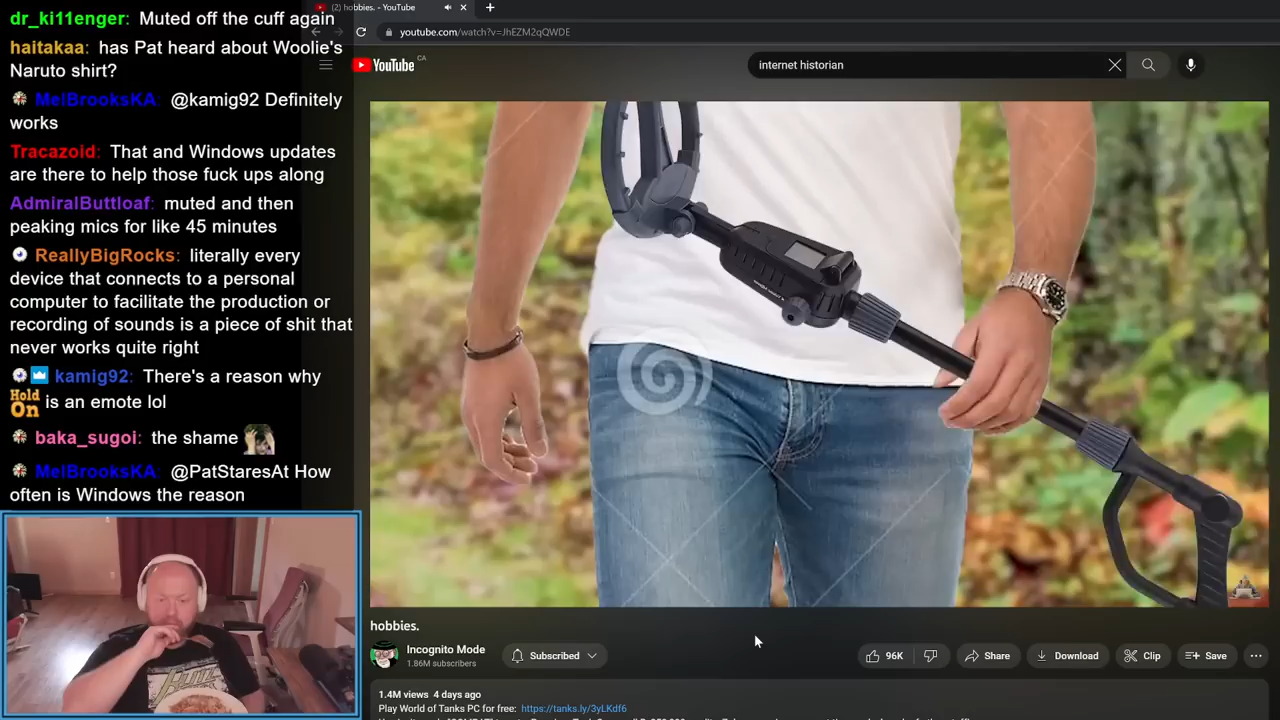 dr_ki11enger: Muted off the cuff again
haitakaa: has Pat heard about Woolie's
Naruto shirt?
MelBrooksKA: @kamig92 Definitely
works
Tracazoid: That and Windows updates
are there to help those fuck ups along
AdmiralButtloaf: muted and then
peaking mics for like 45 minutes
ReallyBigRocks: literally every
device that connects to a personal
computer to facilitate the production or
recording of sounds is a piece of shit that
never works quite right
kamig92: There's a reason why
Hold On is an emote lol
baka_sugoi: the shame
MelBrooksKA: @PatStaresAt How
often is Windows the reason
(2) hobbies. - YouTube
youtube.com/watch?v=JhEZM2qQWDE
YouTube CA
internet historian
hobbies.
Incognito Mode
1.86M subscribers
Subscribed
96K
Share
Download
Clip
Save
1.4M views 4 days ago
Play World of Tanks PC for free: https://tanks.ly/3yLKdf6